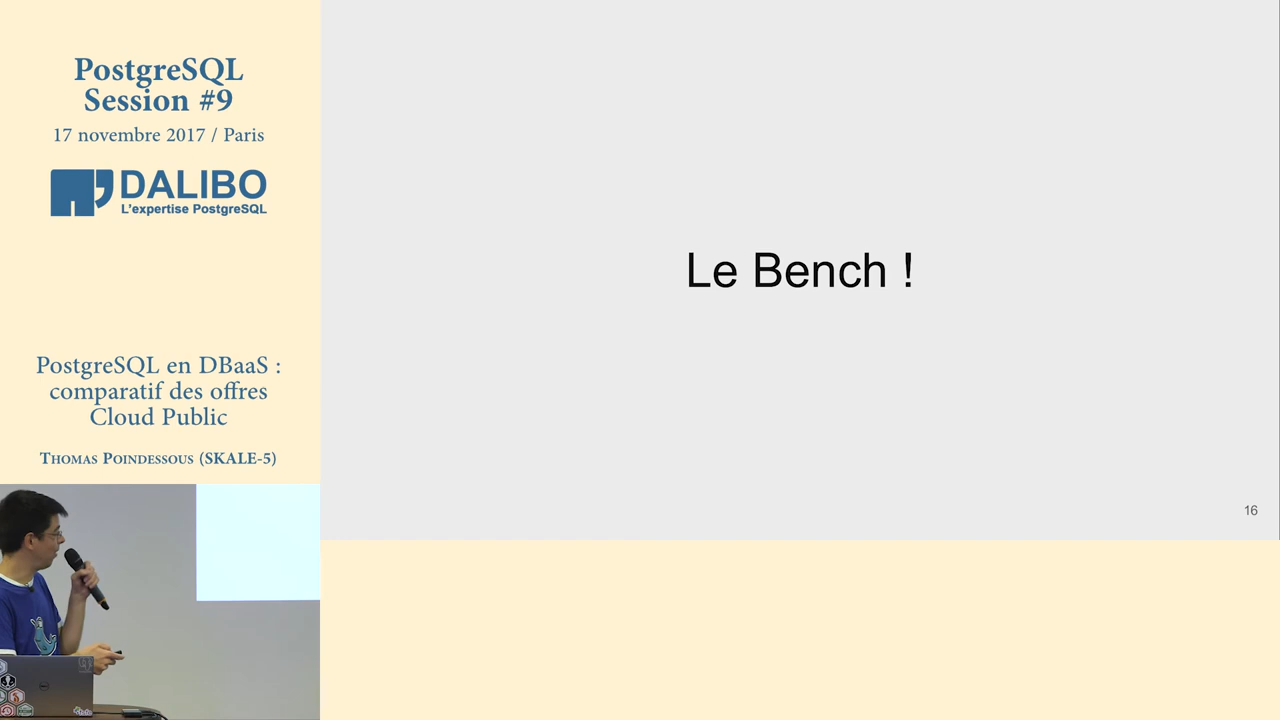 PostgreSQL
Session #9
17 novembre 2017 / Paris
DALIBO
L'expertise PostgreSQL
PostgreSQL en DBaaS :
comparatif des offres
Cloud Public
Thomas Poindessous (SKALE-5)
Le Bench !
16